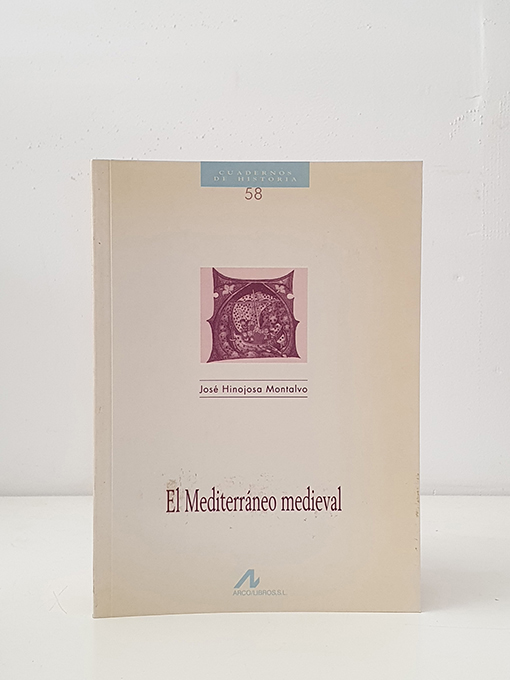 CUADERNOS
DE HISTORIA
58
José Hinojosa Montalvo
El Mediterráneo medieval
ARCO/LIBROS,S.L.